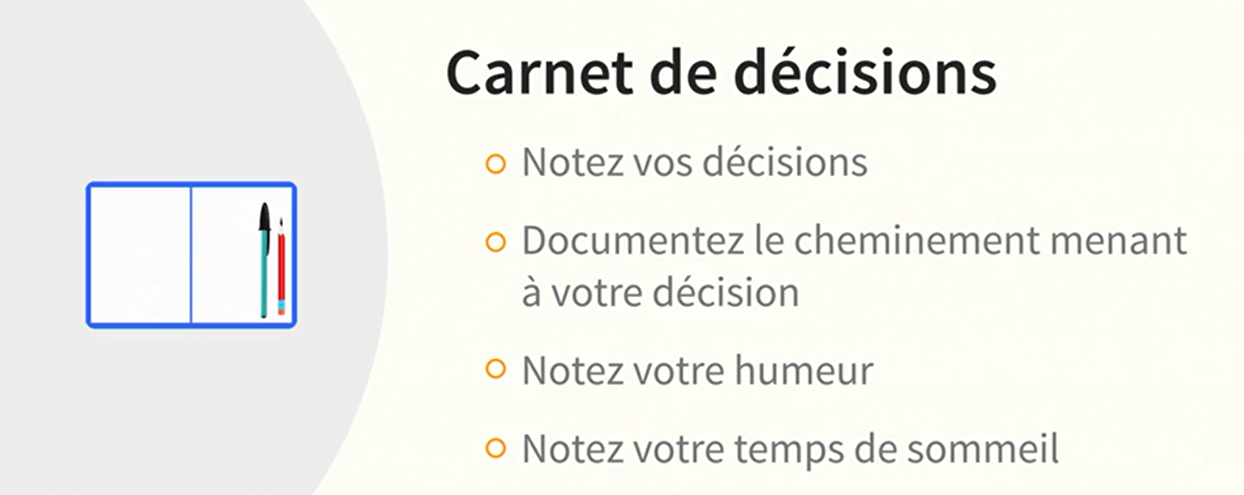 Carnet de décisions
Notez vos décisions
Documentez le cheminement menant
à votre décision
Notez votre humeur
Notez votre temps de sommeil